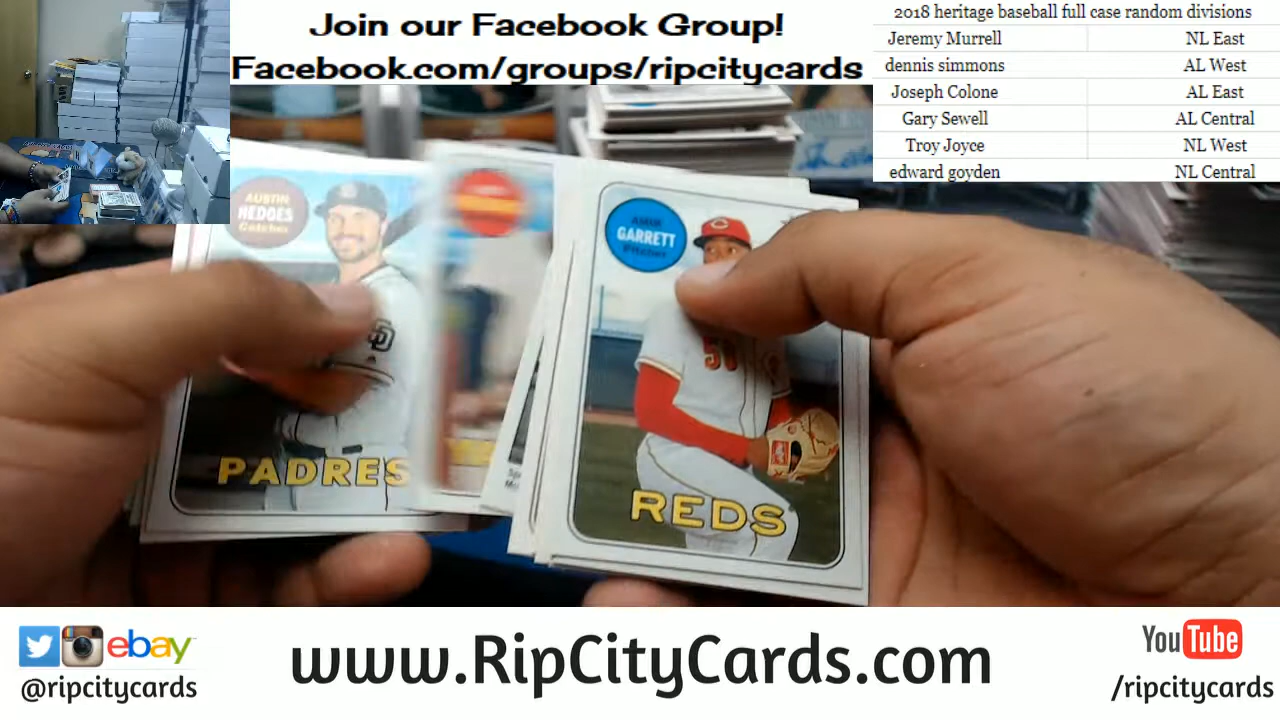 Join our Facebook Group!
Facebook.com/groups/ripcitycards
2018 heritage baseball full case random divisions
Jeremy Murrell NL East
dennis simmons AL West
Joseph Colone AL East
Gary Sewell AL Central
Troy Joyce NL West
edward goyden NL Central
AUSTIN
HEDGES
Catcher
SD
PADRES
AMIR
GARRETT
Pitcher
REDS
ebay
@ripcitycards
www.RipCityCards.com
YouTube
/ripcitycards